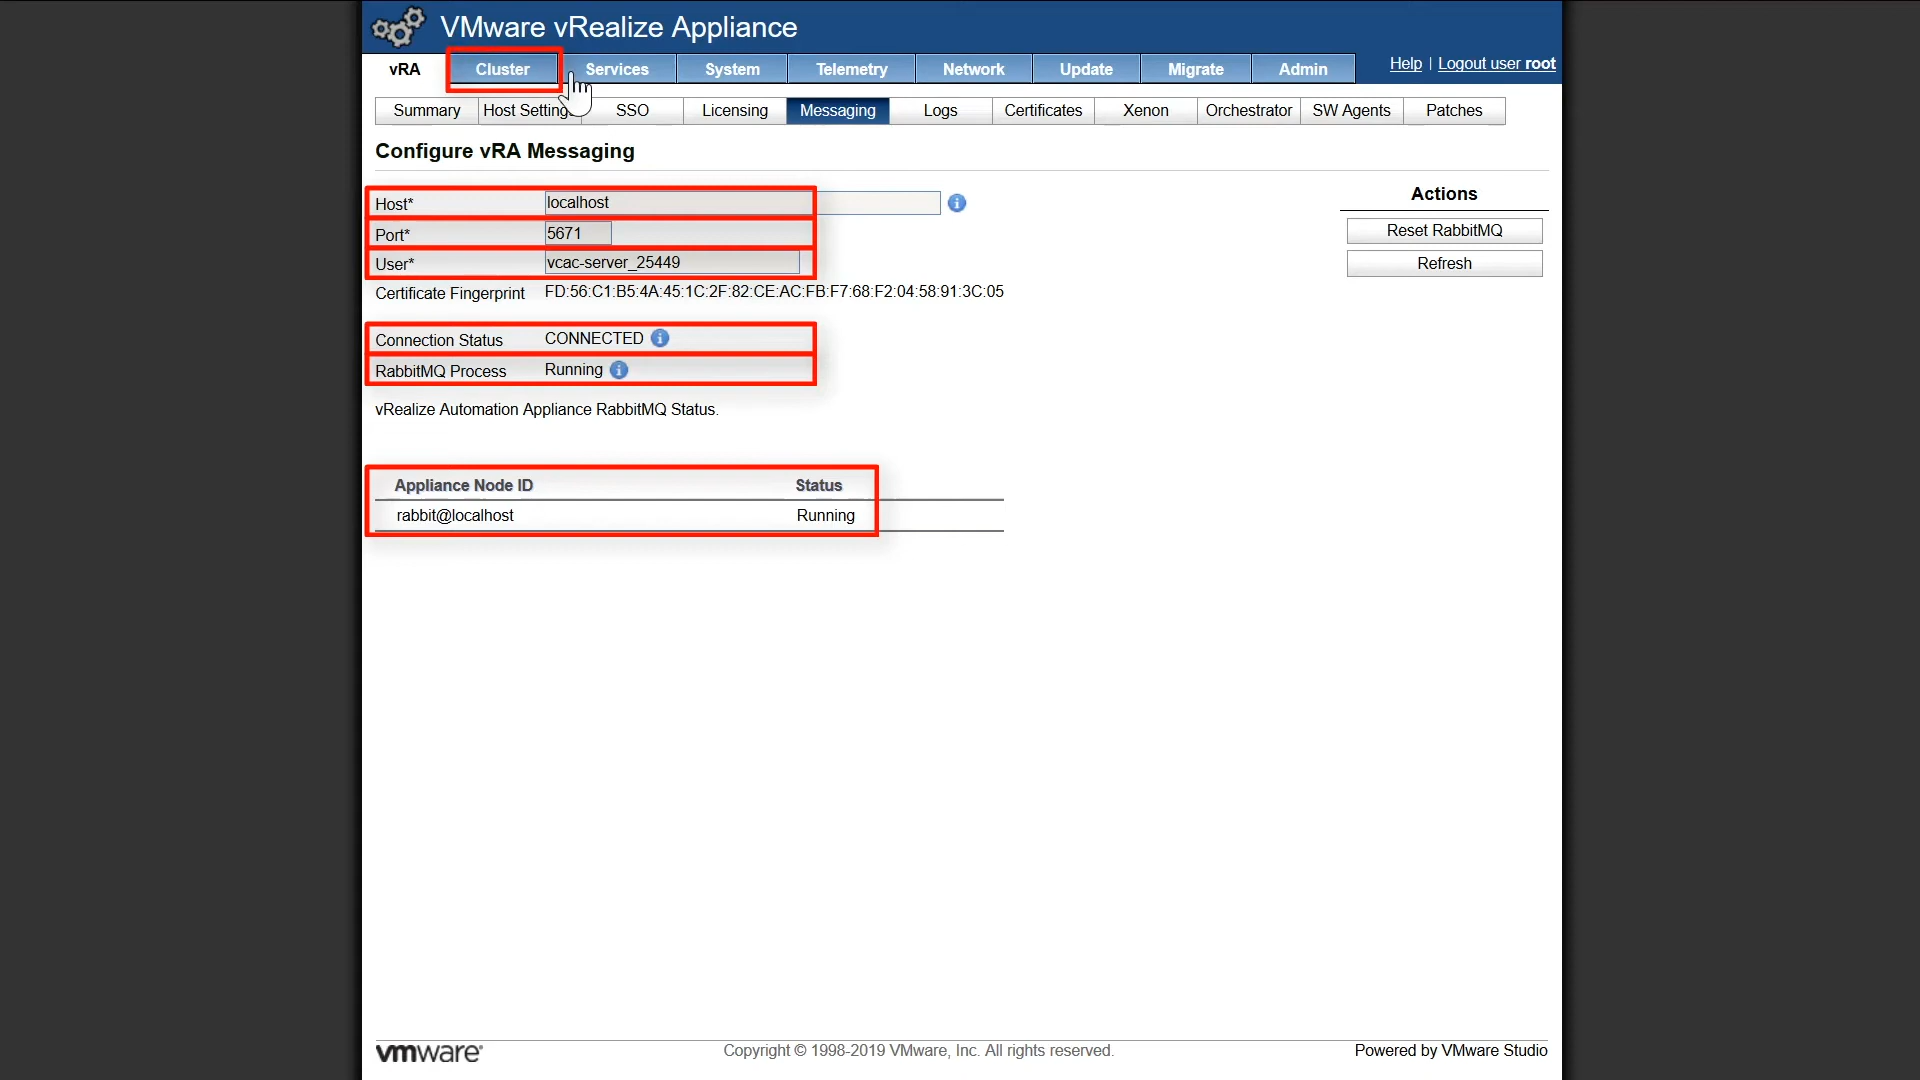 VMware vRealize Appliance
vRA Cluster Services System Telemetry Network Update Migrate Admin Help | Logout user root
Summary Host Setting SSO Licensing Messaging Logs Certificates Xenon Orchestrator SW Agents Patches
Configure vRA Messaging
Host* localhost
Port* 5671
User* vcac-server_25449
Certificate Fingerprint FD:56:C1:B5:4A:45:1C:2F:82:CE:AC:FB:F7:68:F2:04:58:91:3C:05
Connection Status CONNECTED
RabbitMQ Process Running
vRealize Automation Appliance RabbitMQ Status.
Appliance Node ID Status
rabbit@localhost Running
Actions
Reset RabbitMQ
Refresh
vmware
Copyright © 1998-2019 VMware, Inc. All rights reserved.
Powered by VMware Studio